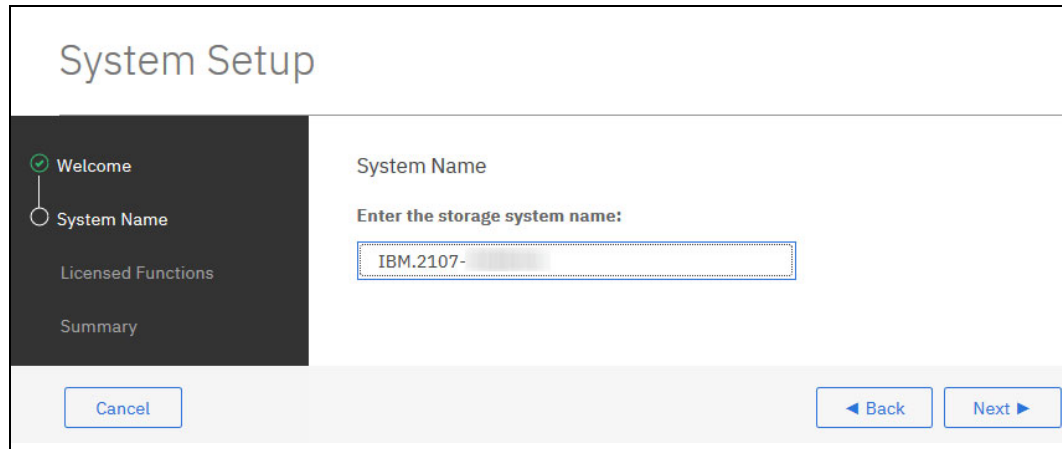 System Setup
Welcome
System Name
Licensed Functions
Summary
System Name
Enter the storage system name:
IBM.2107-
Cancel
◄ Back
Next ►